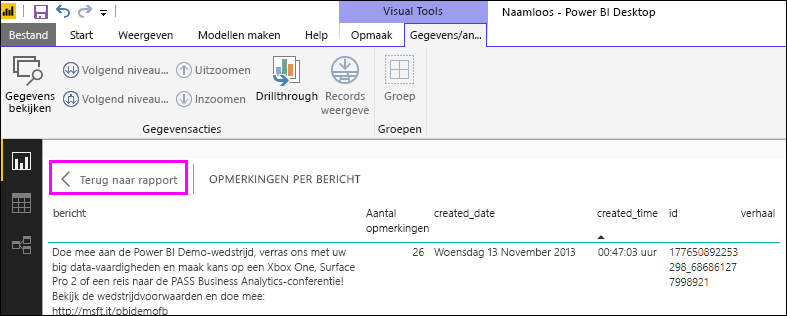 Visual Tools
Naamloos - Power BI Desktop
Bestand Start Weergeven Modellen maken Help Opmaak Gegevens/an...
Gegevens bekijken
Volgend niveau...
Volgend niveau...
Uitzoomen
Inzoomen
Drillthrough
Records weergeve
Groep
Gegevensacties
Groepen
Terug naar rapport
OPMERKINGEN PER BERICHT
bericht Aantal opmerkingen created_date created_time id verhaal
Doe mee aan de Power BI Demo-wedstrijd, verras ons met uw 26 Woensdag 13 November 2013 00:47:03 uur 177650892253
big data-vaardigheden en maak kans op een Xbox One, Surface 298_68686127
Pro 2 of een reis naar de PASS Business Analytics-conferentie! 7998921
Bekijk de wedstrijdvoorwaarden en doe mee:
http://msft.it/pbidemofb